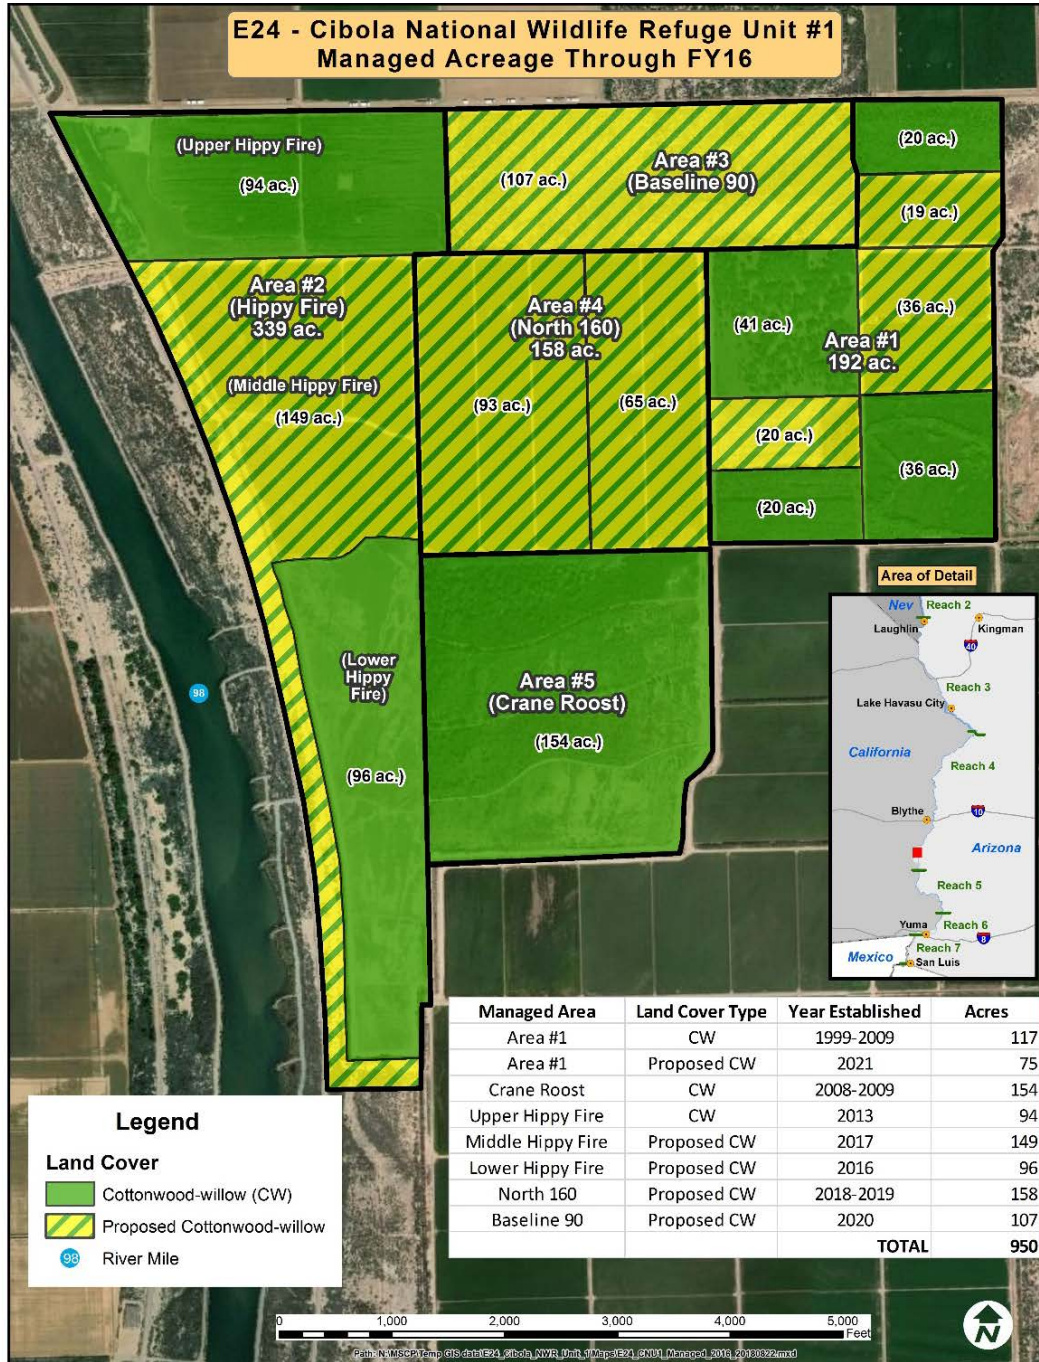 E24 - Cibola National Wildlife Refuge Unit #1
Managed Acreage Through FY16
(Upper Hippy Fire)
(94 ac.)
(107 ac.)
Area #3
(Baseline 90)
(20 ac.)
(19 ac.)
Area #2
(Hippy Fire)
339 ac.
(Middle Hippy Fire)
(149 ac.)
Area #4
(North 160)
158 ac.
(93 ac.)
(65 ac.)
(41 ac.)
(36 ac.)
Area #1
192 ac.
(20 ac.)
(36 ac.)
(20 ac.)
(Lower
Hippy
Fire)
(96 ac.)
Area #5
(Crane Roost)
(154 ac.)
98
Area of Detail
Nev
Reach 2
Laughlin
Kingman
40
Reach 3
Lake Havasu City
California
Reach 4
Blythe
10
Arizona
Reach 5
Yuma
Reach 6
8
Reach 7
Mexico
San Luis
Managed Area Land Cover Type Year Established Acres
Area #1 CW 1999-2009 117
Area #1 Proposed CW 2021 75
Crane Roost CW 2008-2009 154
Upper Hippy Fire CW 2013 94
Middle Hippy Fire Proposed CW 2017 149
Lower Hippy Fire Proposed CW 2016 96
North 160 Proposed CW 2018-2019 158
Baseline 90 Proposed CW 2020 107
TOTAL 950
Legend
Land Cover
Cottonwood-willow (CW)
Proposed Cottonwood-willow
98 River Mile
0 1,000 2,000 3,000 4,000 5,000
Feet
N